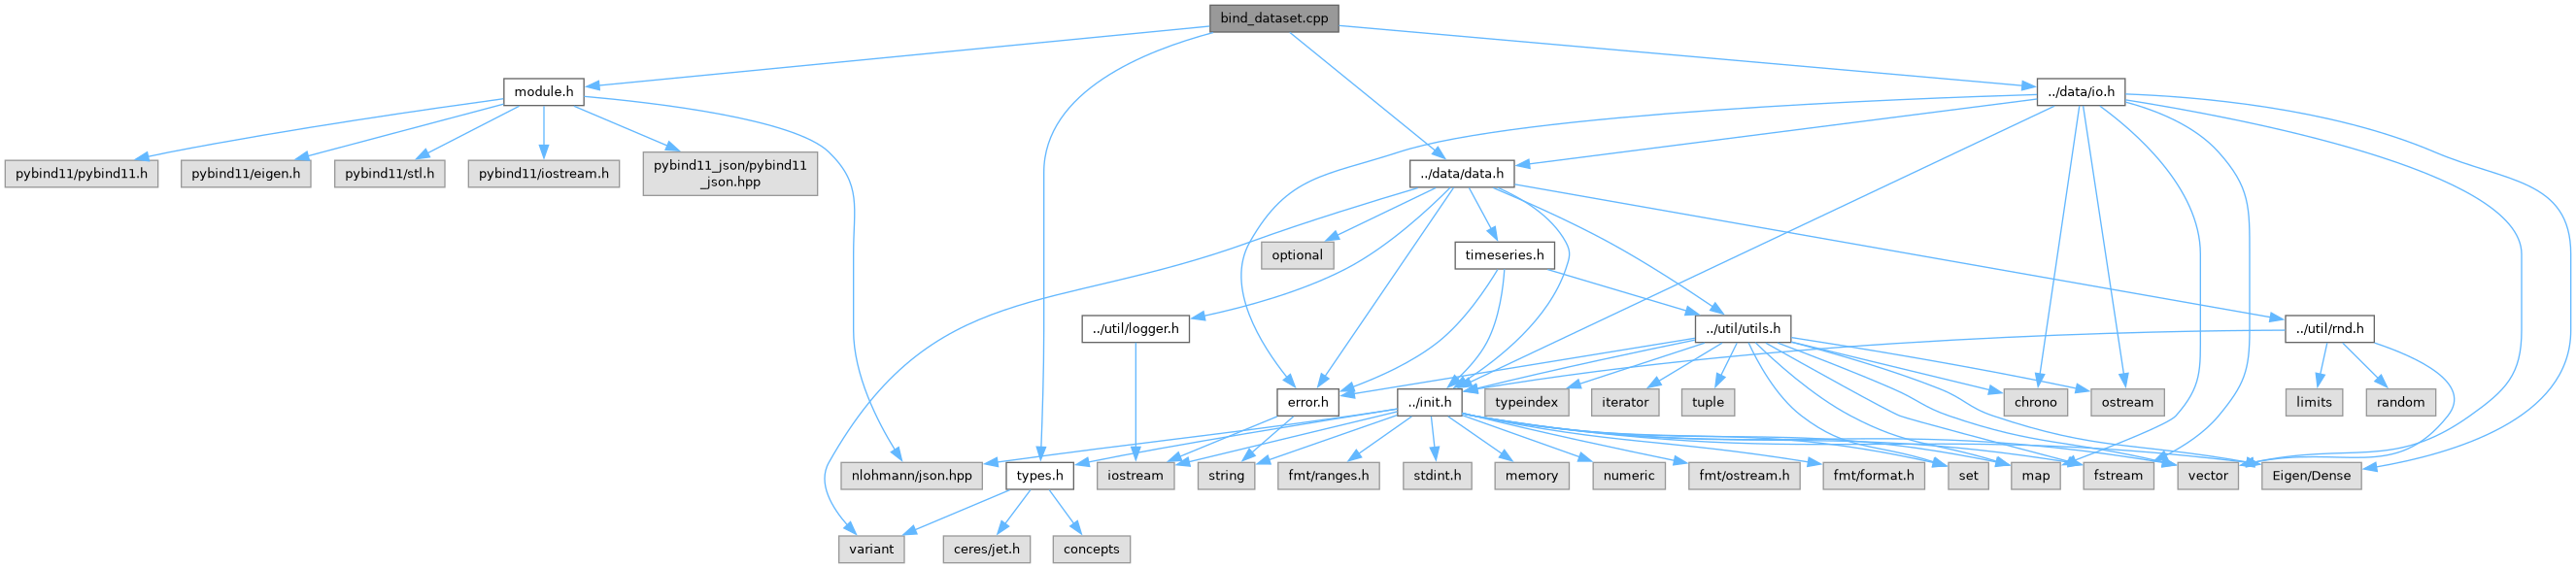 bind_dataset.cpp
module.h
../data/io.h
pybind11/pybind11.h
pybind11/eigen.h
pybind11/stl.h
pybind11/iostream.h
pybind11_json/pybind11
_json.hpp
../data/data.h
optional
timeseries.h
../util/logger.h
../util/utils.h
../util/rnd.h
error.h
../init.h
typeindex
iterator
tuple
chrono
ostream
limits
random
nlohmann/json.hpp
types.h
iostream
string
fmt/ranges.h
stdint.h
memory
numeric
fmt/ostream.h
fmt/format.h
set
map
fstream
vector
Eigen/Dense
variant
ceres/jet.h
concepts